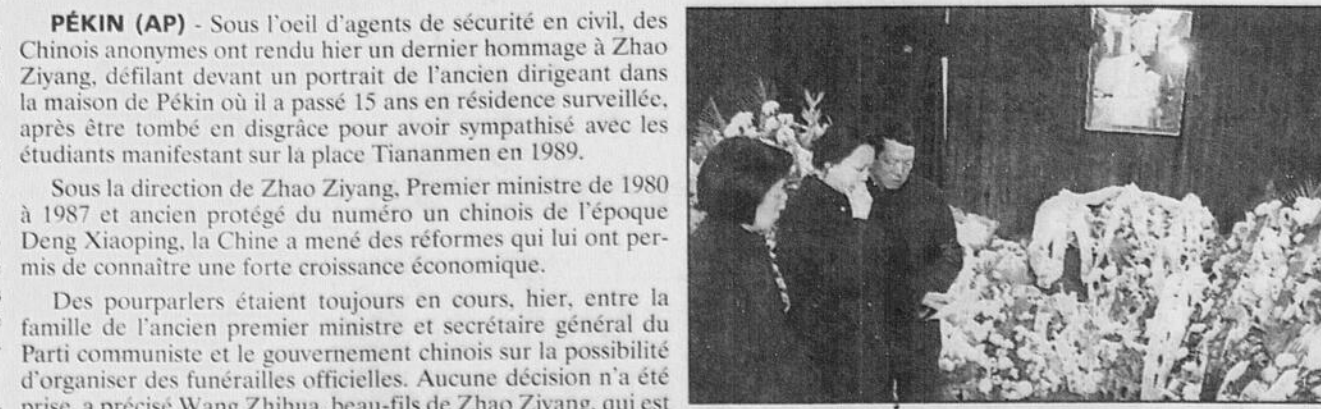 PÉKIN (AP) - Sous l'oeil d'agents de sécurité en civil, des
Chinois anonymes ont rendu hier un dernier hommage à Zhao
Ziyang, défilant devant un portrait de l'ancien dirigeant dans
la maison de Pékin où il a passé 15 ans en résidence surveillée,
après être tombé en disgrâce pour avoir sympathisé avec les
étudiants manifestant sur la place Tiananmen en 1989.
Sous la direction de Zhao Ziyang, Premier ministre de 1980
à 1987 et ancien protégé du numéro un chinois de l'époque
Deng Xiaoping, la Chine a mené des réformes qui lui ont per-
mis de connaître une forte croissance économique.
Des pourparlers étaient toujours en cours, hier, entre la
famille de l'ancien premier ministre et secrétaire général du
Parti communiste et le gouvernement chinois sur la possibilité
d'organiser des funérailles officielles. Aucune décision n'a été
prise, a précisé Wang Zhihua, beau-fils de Zhao Ziyang, qui est